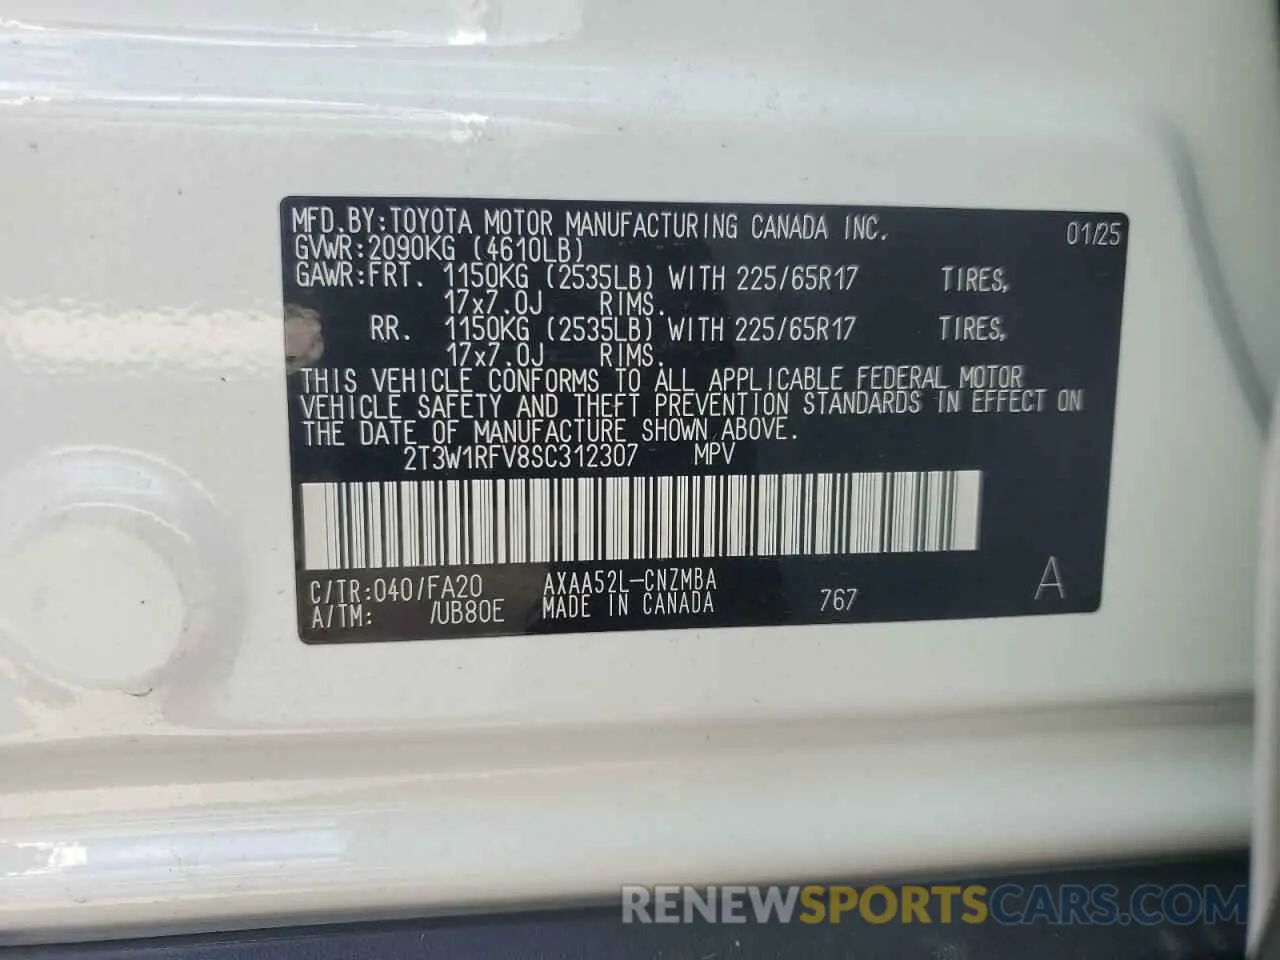 MFD.BY:TOYOTA MOTOR MANUFACTURING CANADA INC. 01/25
GVWR:2090KG (4610LB)
GAWR:FRT. 1150KG (2535LB) WITH 225/65R17 TIRES,
17x7.0J RIMS.
RR. 1150KG (2535LB) WITH 225/65R17 TIRES,
17x7.0J RIMS.
THIS VEHICLE CONFORMS TO ALL APPLICABLE FEDERAL MOTOR
VEHICLE SAFETY AND THEFT PREVENTION STANDARDS IN EFFECT ON
THE DATE OF MANUFACTURE SHOWN ABOVE.
2T3W1RFV8SC312307 MPV
C/TR:040/FA20 AXAA52L-CNZMBA A
A/TM: /UB80E MADE IN CANADA 767
RENEWSPORTSCARS.COM